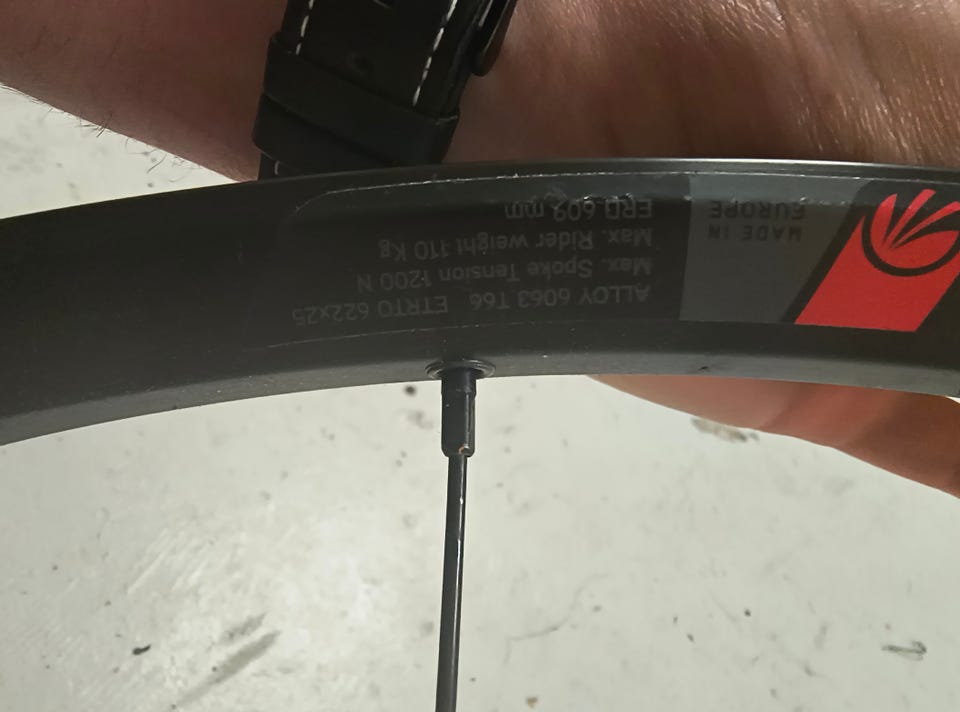 ALLOY 6063 T66 ETRTO 622x25
Max. Spoke Tension 1200 N
Max. Rider weight 110 Kg
ERD 609 mm
MADE IN
EUROPE